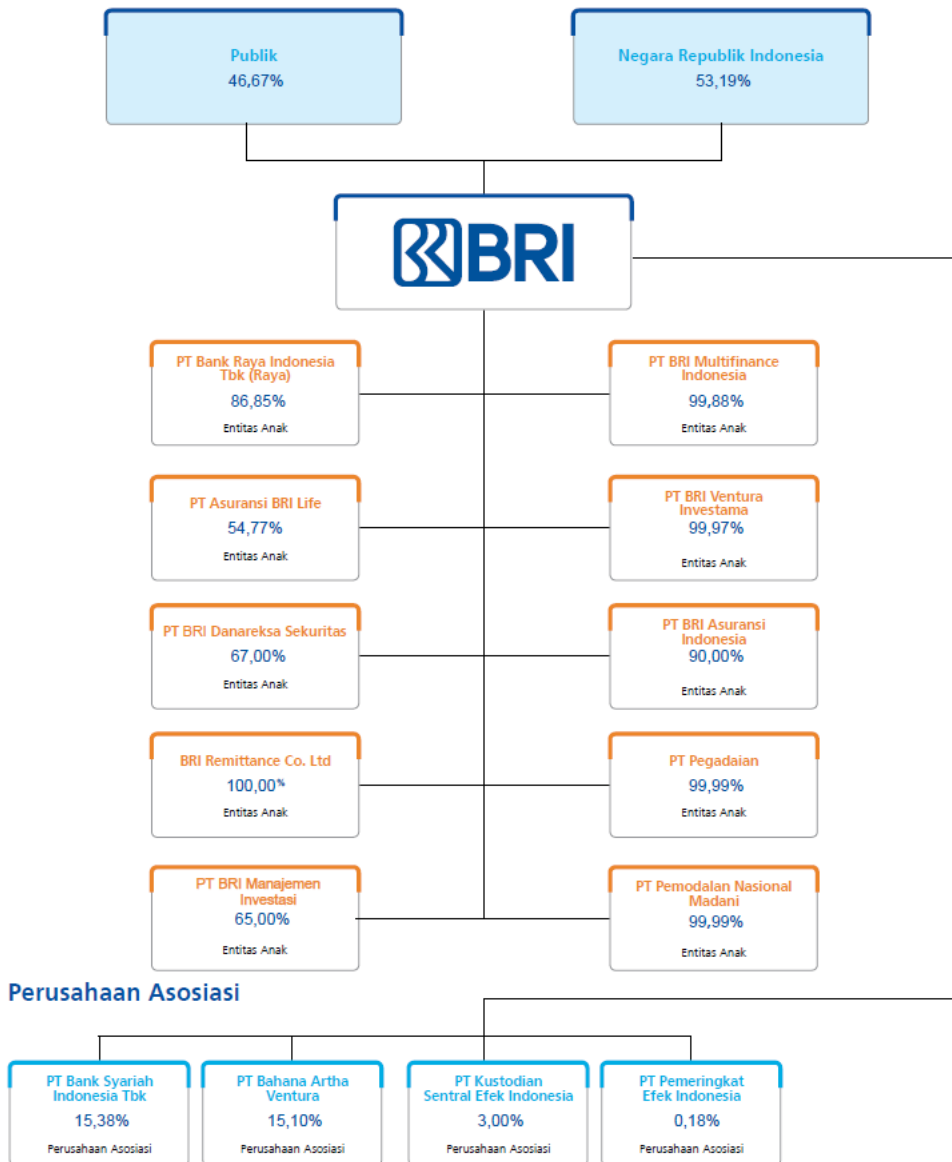 Publik
46,67%
Negara Republik Indonesia
53,19%
BRI
PT Bank Raya Indonesia
Tbk (Raya)
86,85%
Entitas Anak
PT BRI Multifinance
Indonesia
99,88%
Entitas Anak
PT Asuransi BRI Life
54,77%
Entitas Anak
PT BRI Ventura
Investama
99,97%
Entitas Anak
PT BRI Danareksa Sekuritas
67,00%
Entitas Anak
PT BRI Asuransi
Indonesia
90,00%
Entitas Anak
BRI Remittance Co. Ltd
100,00%
Entitas Anak
PT Pegadaian
99,99%
Entitas Anak
PT BRI Manajemen
Investasi
65,00%
Entitas Anak
PT Pemodalan Nasional
Madani
99,99%
Entitas Anak
Perusahaan Asosiasi
PT Bank Syariah
Indonesia Tbk
15,38%
Perusahaan Asosiasi
PT Bahana Artha
Ventura
15,10%
Perusahaan Asosiasi
PT Kustodian
Sentral Efek Indonesia
3,00%
Perusahaan Asosiasi
PT Pemeringkat
Efek Indonesia
0,18%
Perusahaan Asosiasi